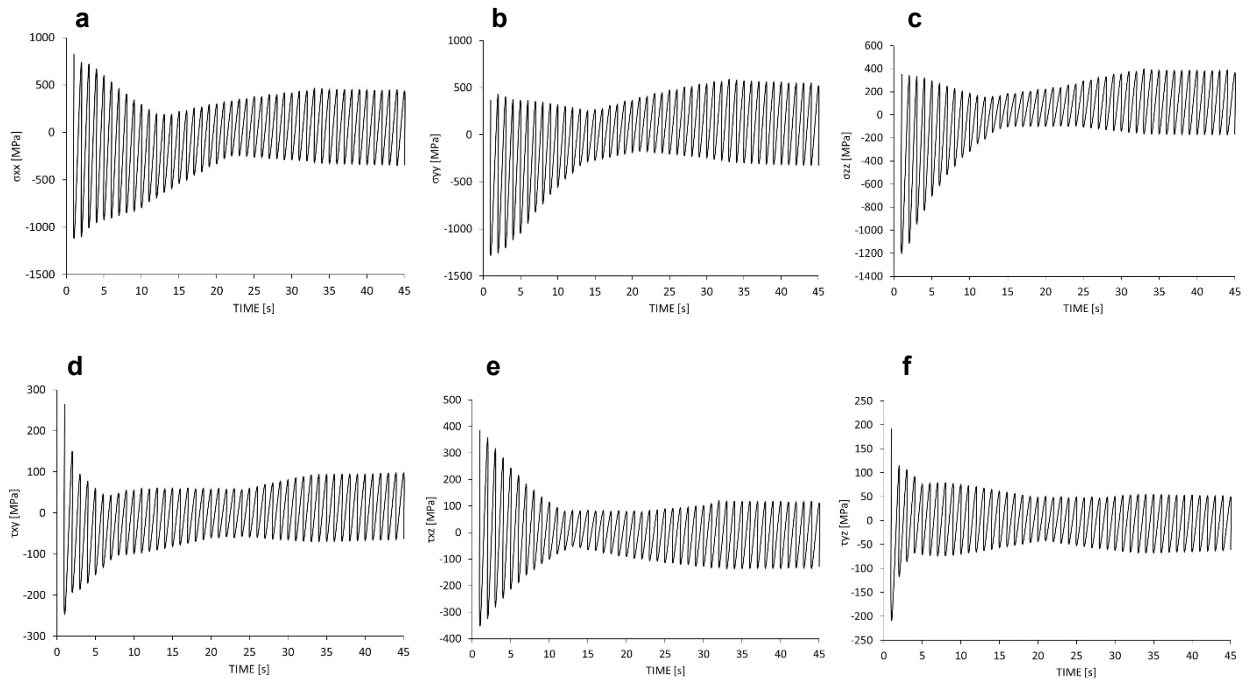 a
b
c
1000
500
0
-500
-1000
-1500
σxx [MPa]
0 5 10 15 20 25 30 35 40 45
TIME [s]
1000
500
0
-500
-1000
-1500
σyy [MPa]
0 5 10 15 20 25 30 35 40 45
TIME [s]
600
400
200
0
-200
-400
-600
-800
-1000
-1200
-1400
σzz [MPa]
0 5 10 15 20 25 30 35 40 45
TIME [s]
d
e
f
300
200
100
0
-100
-200
-300
τxy [MPa]
0 5 10 15 20 25 30 35 40 45
TIME [s]
500
400
300
200
100
0
-100
-200
-300
-400
τxz [MPa]
0 5 10 15 20 25 30 35 40 45
TIME [s]
250
200
150
100
50
0
-50
-100
-150
-200
-250
τyz [MPa]
0 5 10 15 20 25 30 35 40 45
TIME [s]